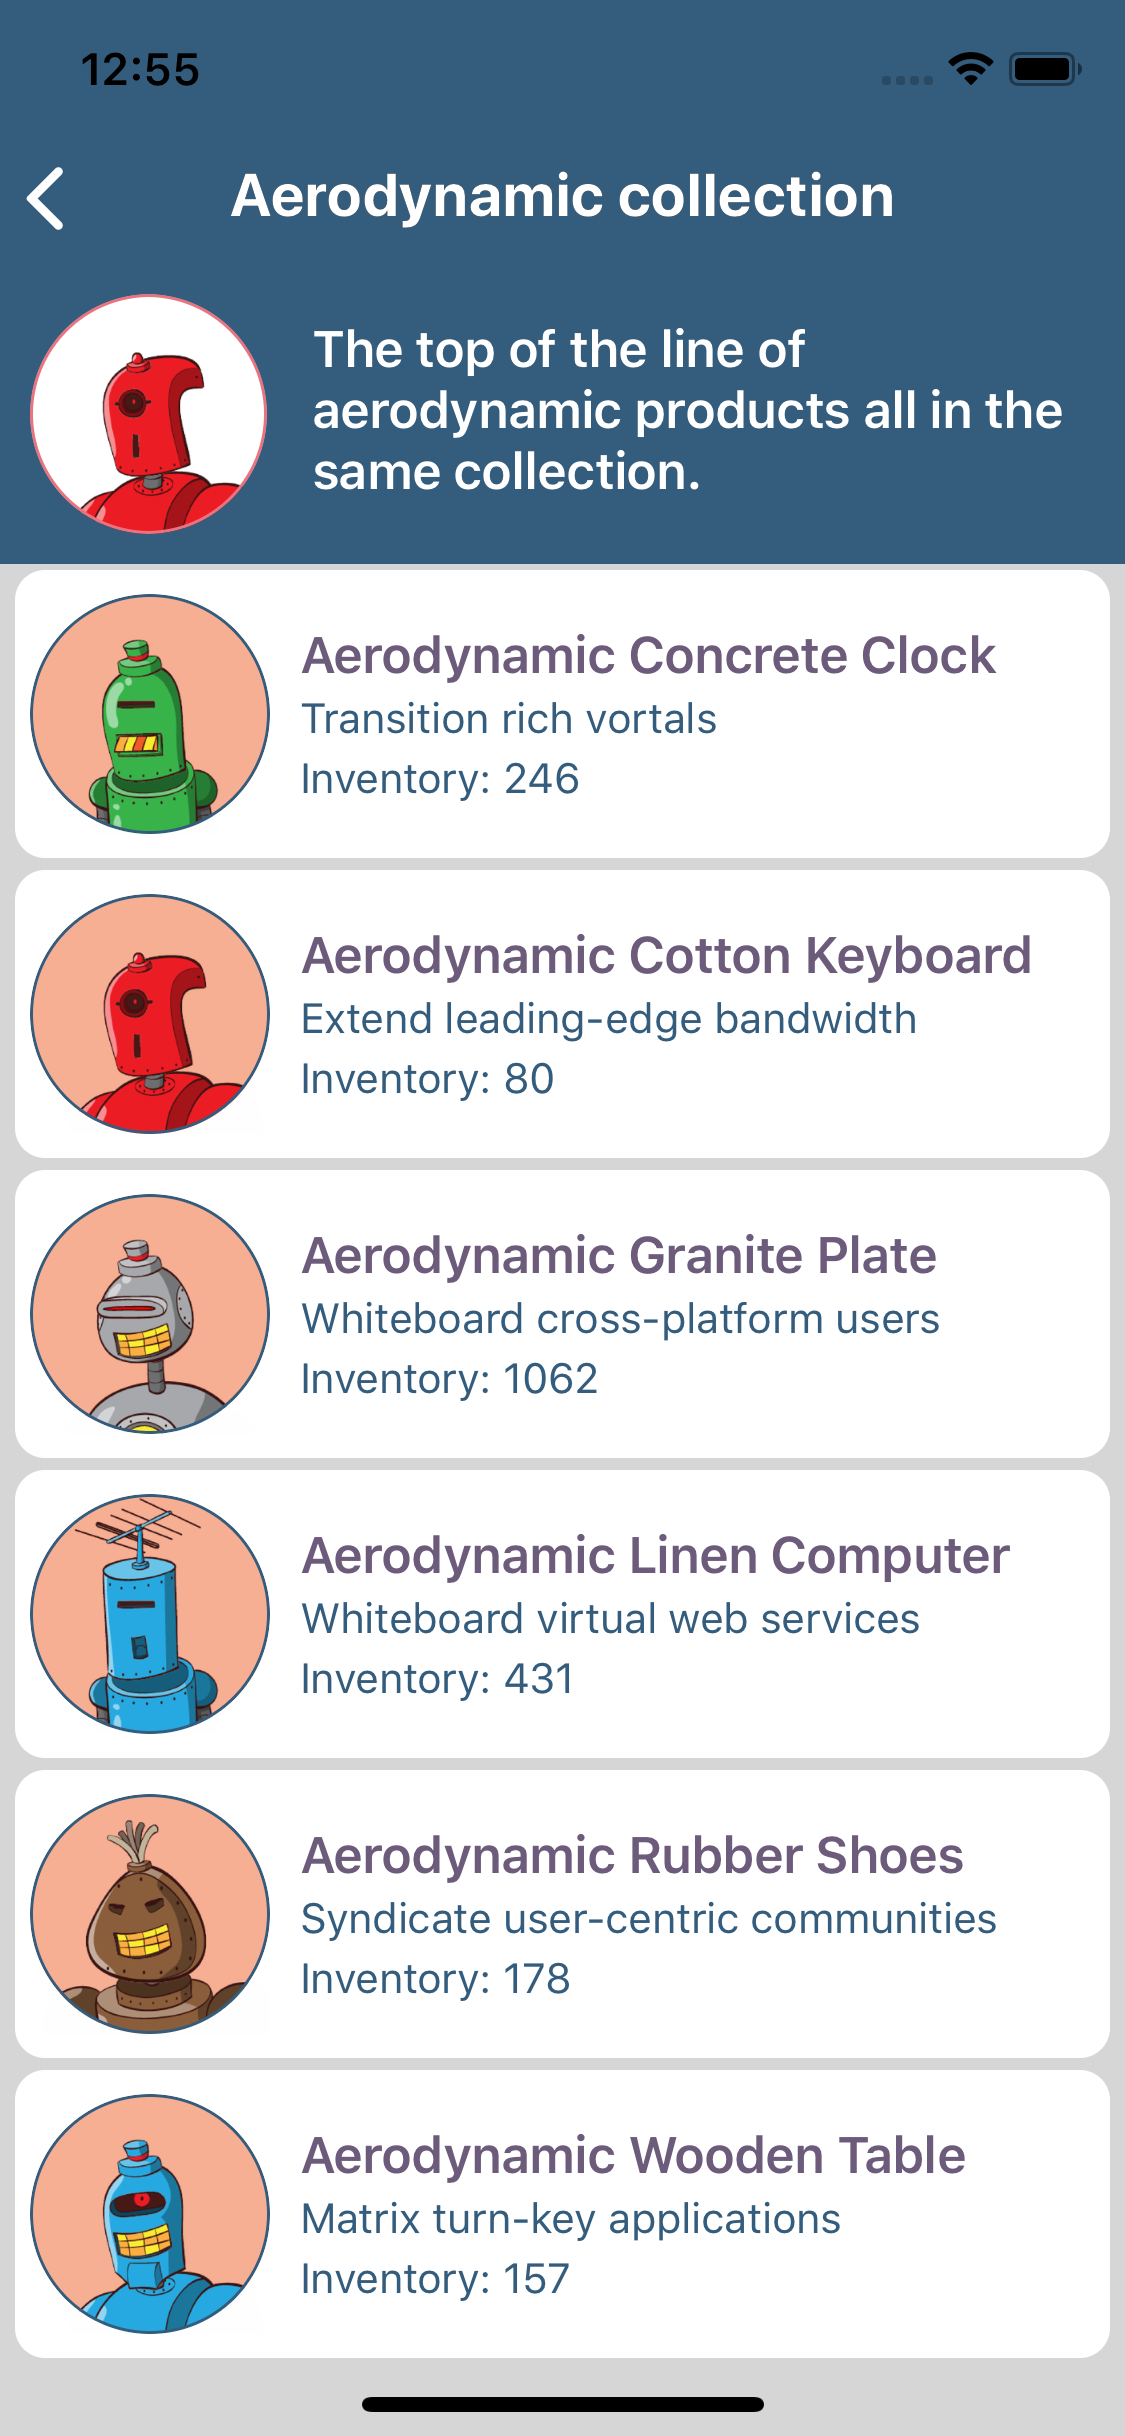 12:55
Aerodynamic collection
The top of the line of
aerodynamic products all in the
same collection.
Aerodynamic Concrete Clock
Transition rich vortals
Inventory: 246
Aerodynamic Cotton Keyboard
Extend leading-edge bandwidth
Inventory: 80
Aerodynamic Granite Plate
Whiteboard cross-platform users
Inventory: 1062
Aerodynamic Linen Computer
Whiteboard virtual web services
Inventory: 431
Aerodynamic Rubber Shoes
Syndicate user-centric communities
Inventory: 178
Aerodynamic Wooden Table
Matrix turn-key applications
Inventory: 157